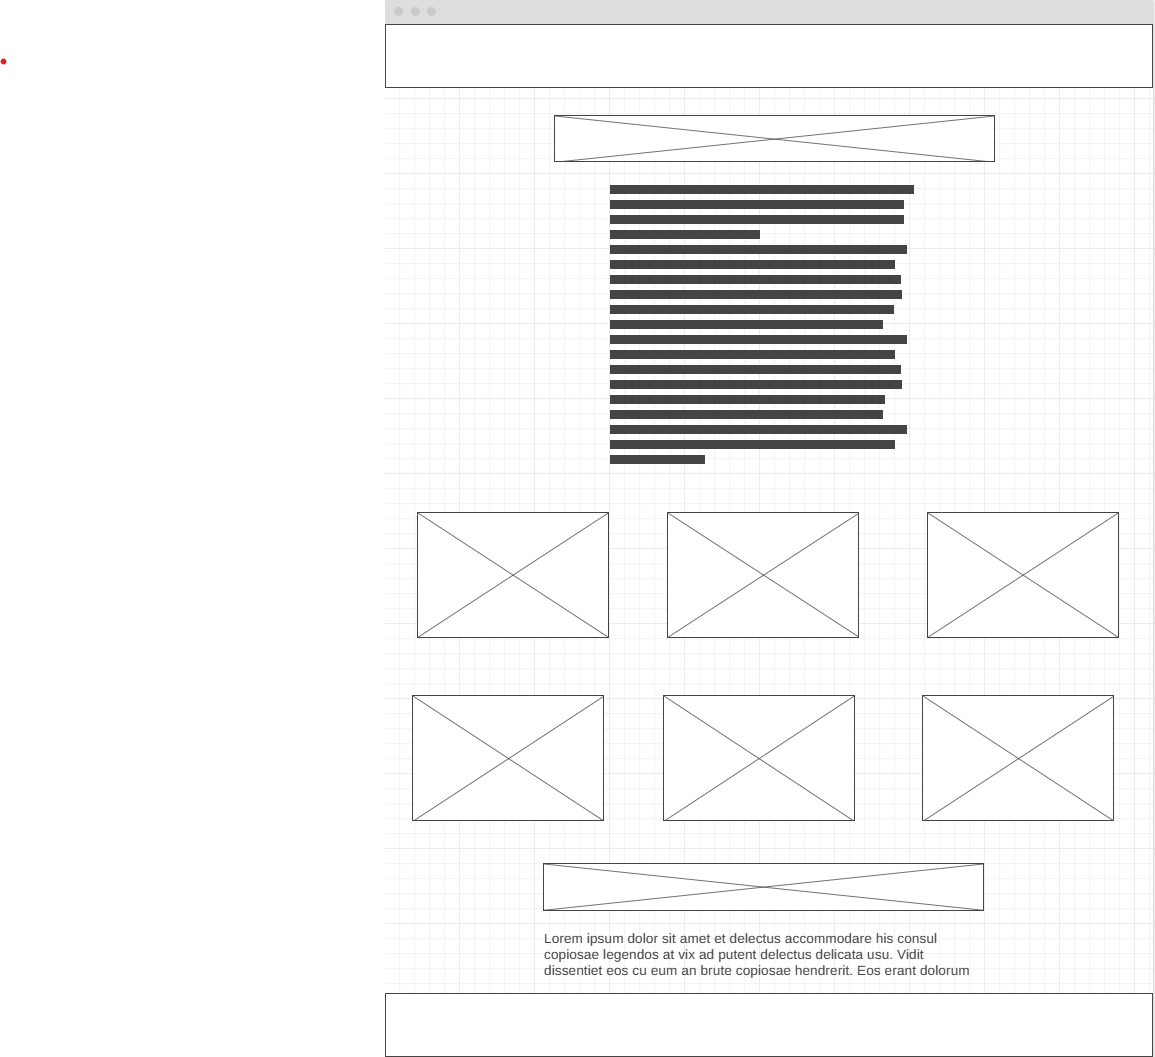 Lorem ipsum dolor sit amet et delectus accommodare his consul
copiosae legendos at vix ad putent delectus delicata usu. Vidit
dissentiet eos cu eum an brute copiosae hendrerit. Eos erant dolorum